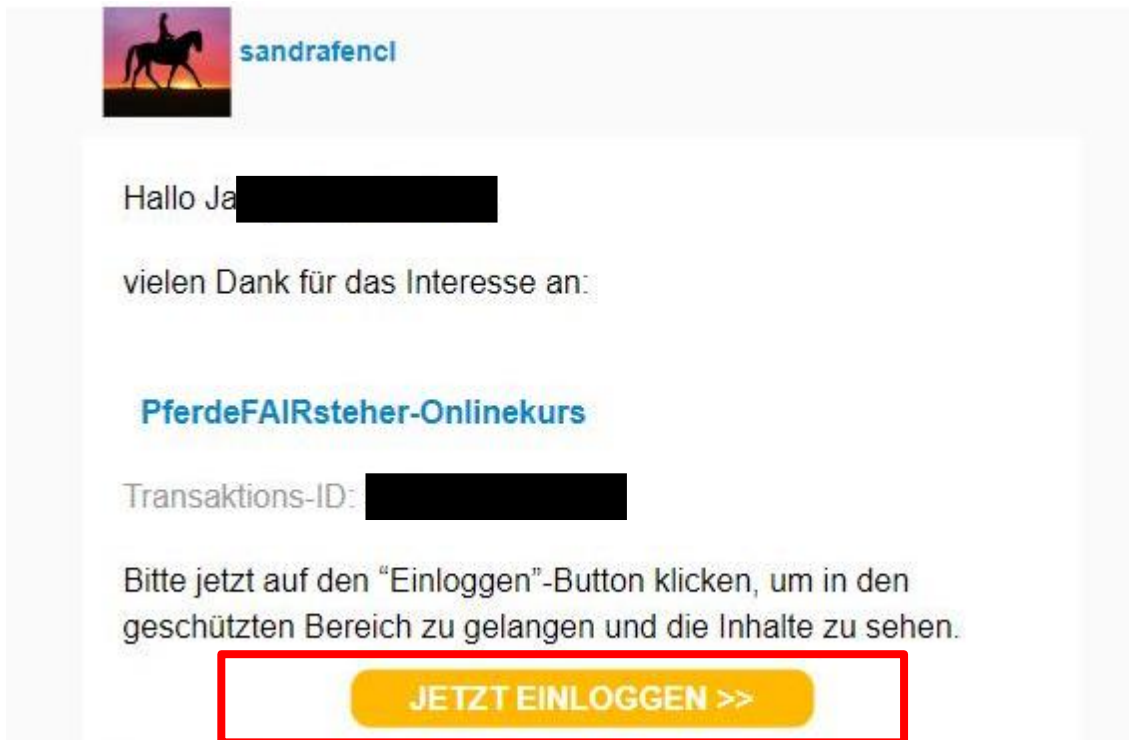 sandrafencl
Hallo Ja
vielen Dank für das Interesse an:
PferdeFAIRsteher-Onlinekurs
Transaktions-ID:
Bitte jetzt auf den “Einloggen”-Button klicken, um in den
geschützten Bereich zu gelangen und die Inhalte zu sehen.
JETZT EINLOGGEN >>